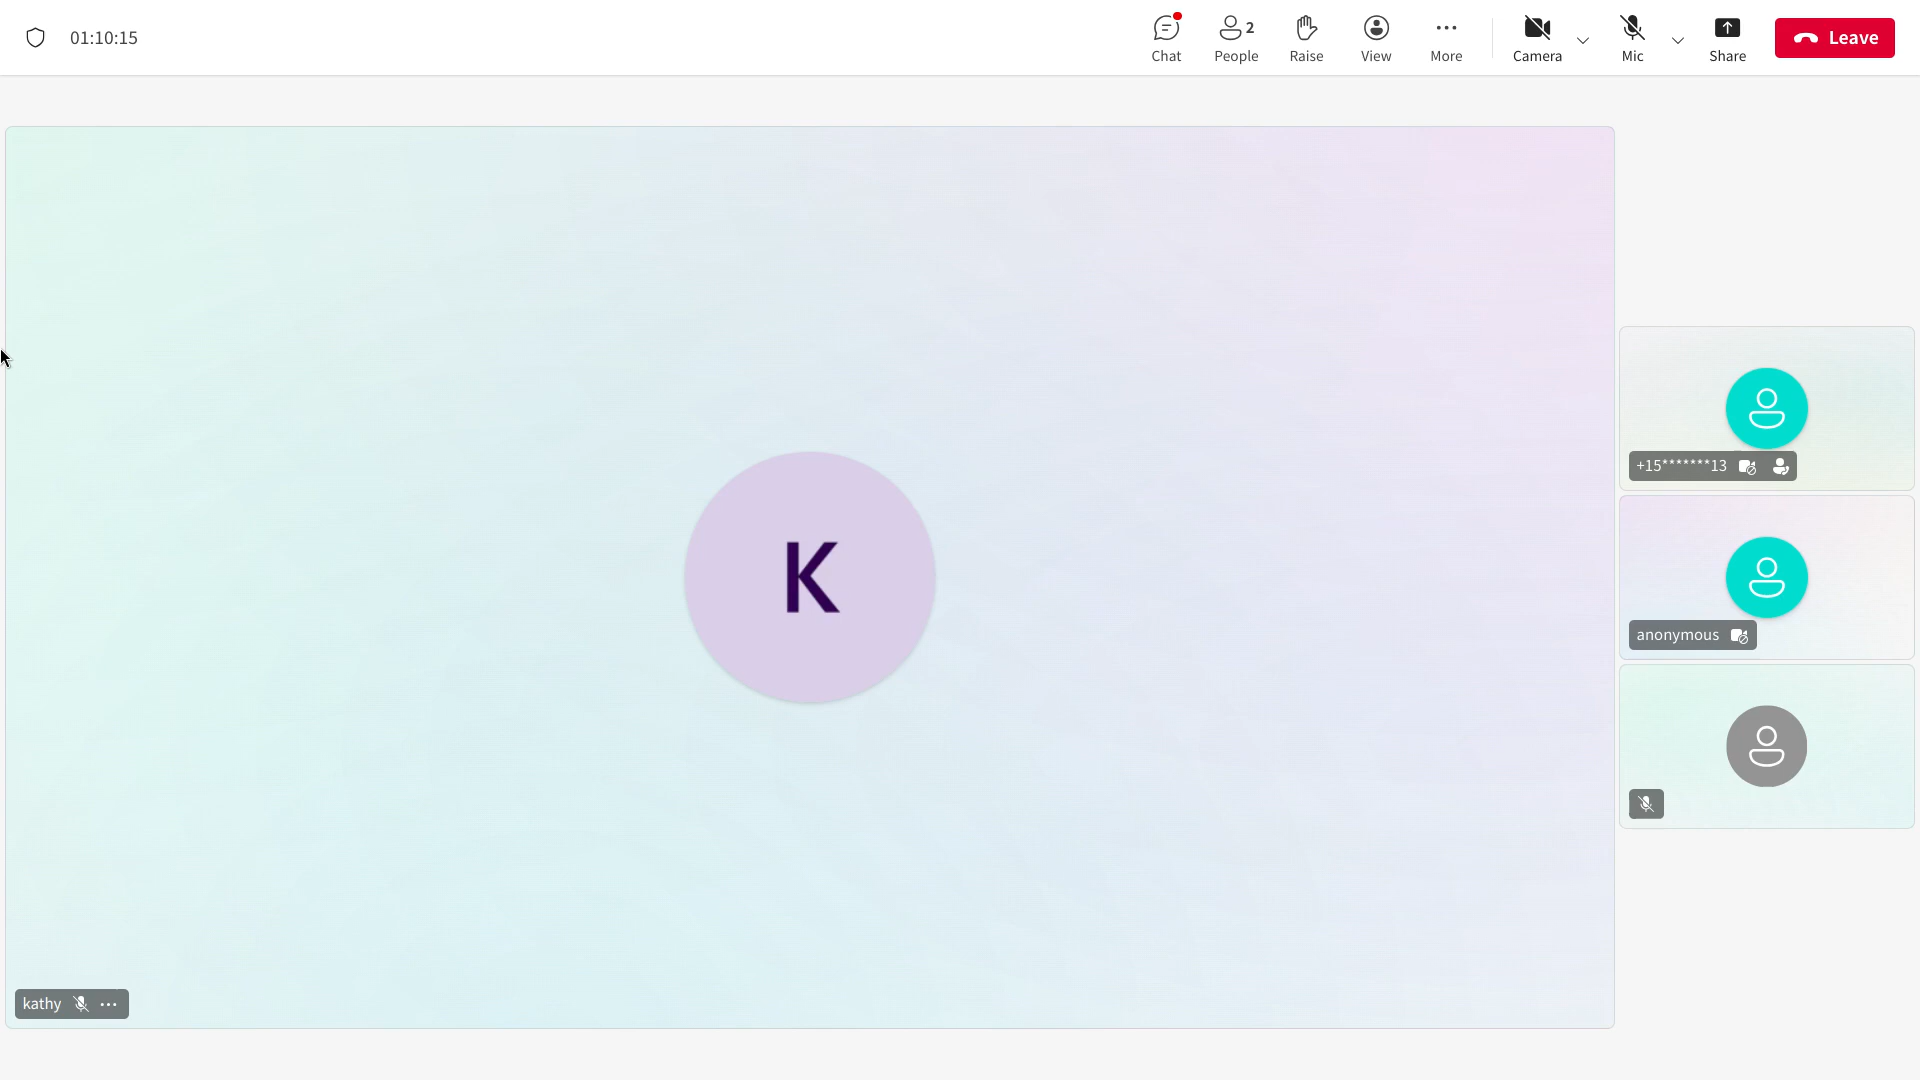 01:10:15
Chat
People 2
Raise
View
More
Camera
Mic
Share
Leave
K
+15*******13
anonymous
kathy